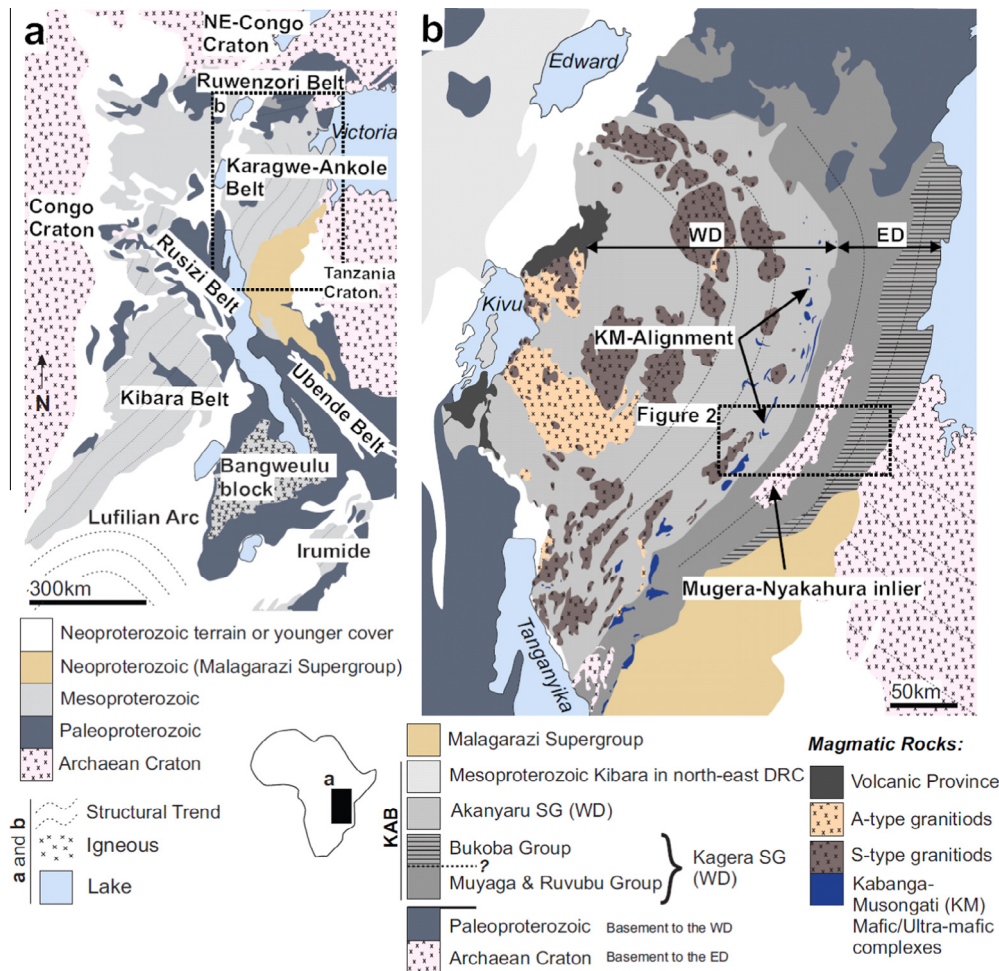 a
NE-Congo
Craton
Ruwenzori Belt
b
Victoria
Karagwe-Ankole
Belt
Congo
Craton
Rusizi Belt
Tanzania
Craton
N
Kibara Belt
Ubende Belt
Bangweulu
block
Lufilian Arc
Irumide
300km
b
Edward
WD
ED
Kivu
KM-Alignment
Figure 2
Mugera-Nyakahura inlier
Tanganyika
50km
Neoproterozoic terrain or younger cover
Neoproterozoic (Malagarazi Supergroup)
Mesoproterozoic
Paleoproterozoic
Archaean Craton
a and b
Structural Trend
Igneous
Lake
a
Malagarazi Supergroup
KAB
Mesoproterozoic Kibara in north-east DRC
Akanyaru SG (WD)
Bukoba Group
?
Muyaga & Ruvubu Group
Kagera SG
(WD)
Paleoproterozoic Basement to the WD
Archaean Craton Basement to the ED
Magmatic Rocks:
Volcanic Province
A-type granitiods
S-type granitiods
Kabanga-
Musongati (KM)
Mafic/Ultra-mafic
complexes